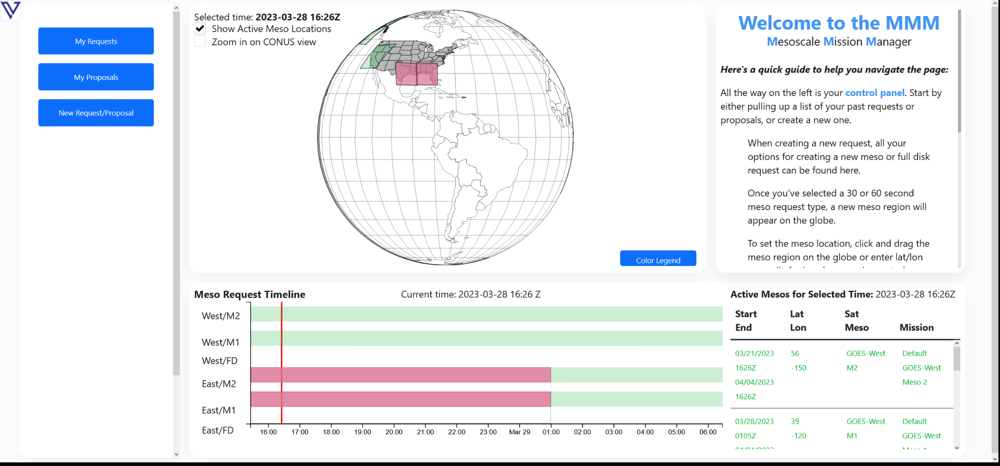 V
My Requests
My Proposals
New Request/Proposal
Selected time: 2023-03-28 16:26Z
Show Active Meso Locations
Zoom in on CONUS view
Color Legend
Welcome to the MMM
Mesoscale Mission Manager
Here's a quick guide to help you navigate the page:
All the way on the left is your control panel. Start by
either pulling up a list of your past requests or
proposals, or create a new one.
When creating a new request, all your
options for creating a new meso or full disk
request can be found here.
Once you've selected a 30 or 60 second
meso request type, a new meso region will
appear on the globe.
To set the meso location, click and drag the
meso region on the globe or enter lat/lon
Meso Request Timeline
Current time: 2023-03-28 16:26 Z
West/M2
West/M1
West/FD
East/M2
East/M1
East/FD
16:00 17:00 18:00 19:00 20:00 21:00 22:00 23:00 Mar 29 01:00 02:00 03:00 04:00 05:00 06:00
Active Mesos for Selected Time: 2023-03-28 16:26Z
Start Lat Sat
End Lon Meso Mission
03/21/2023 56 GOES-West Default
1626Z -150 M2 GOES-West
04/04/2023 Meso 2
1626Z
03/28/2023 39 GOES-West Default
0105Z -120 M1 GOES-West